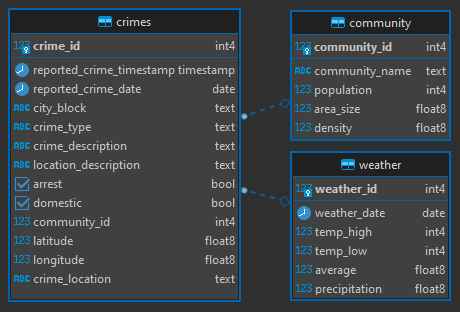 crimes
123 crime_id int4
reported_crime_timestamp timestamp
reported_crime_date date
ABC city_block text
ABC crime_type text
ABC crime_description text
ABC location_description text
arrest bool
domestic bool
123 community_id int4
123 latitude float8
123 longitude float8
ABC crime_location text
community
123 community_id int4
ABC community_name text
123 population int4
123 area_size float8
123 density float8
weather
123 weather_id int4
weather_date date
123 temp_high int4
123 temp_low int4
123 average float8
123 precipitation float8